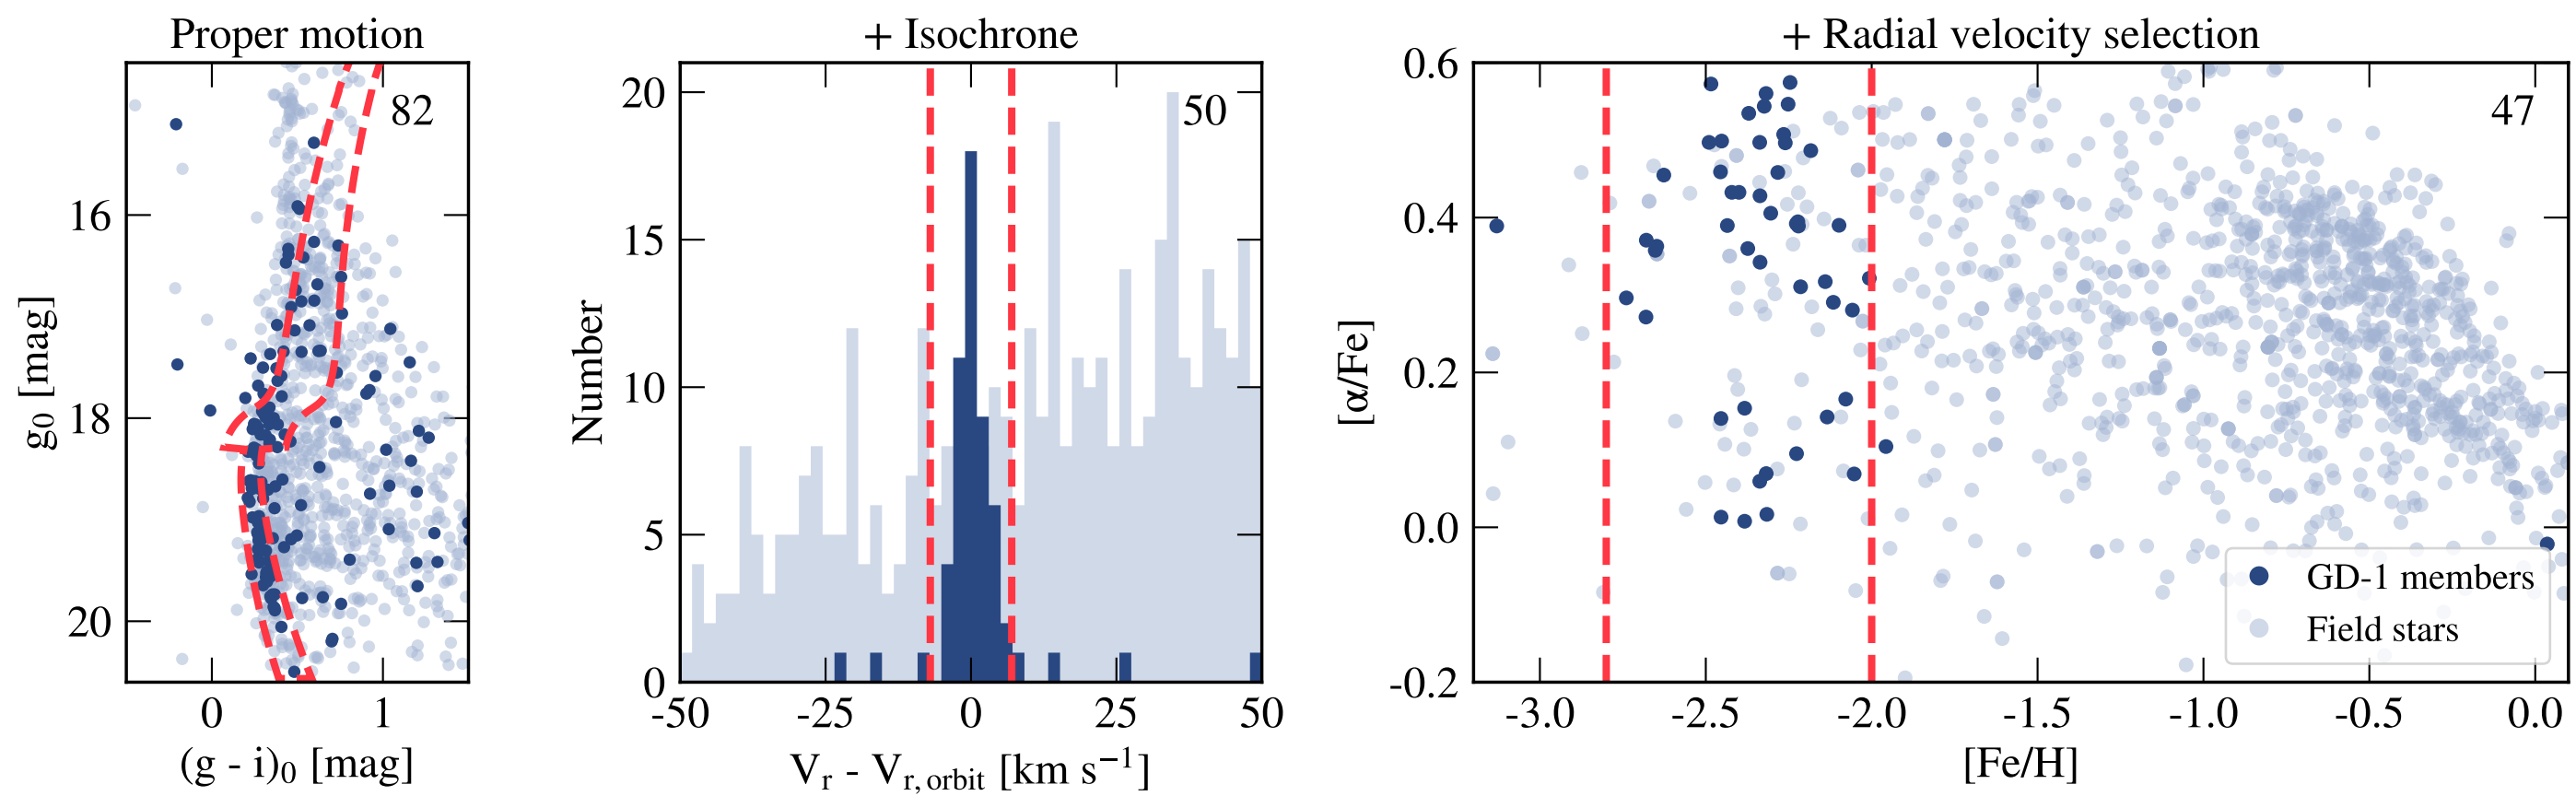 Proper motion
82
16
18
20
g₀ [mag]
0
1
(g - i)₀ [mag]
+ Isochrone
50
20
15
10
5
0
Number
-50
-25
0
25
50
Vᵣ - Vᵣ, ₒᵣbᵢₜ [km s⁻¹]
+ Radial velocity selection
47
0.6
0.4
0.2
0.0
-0.2
[α/Fe]
GD-1 members
Field stars
-3.0
-2.5
-2.0
-1.5
-1.0
-0.5
0.0
[Fe/H]